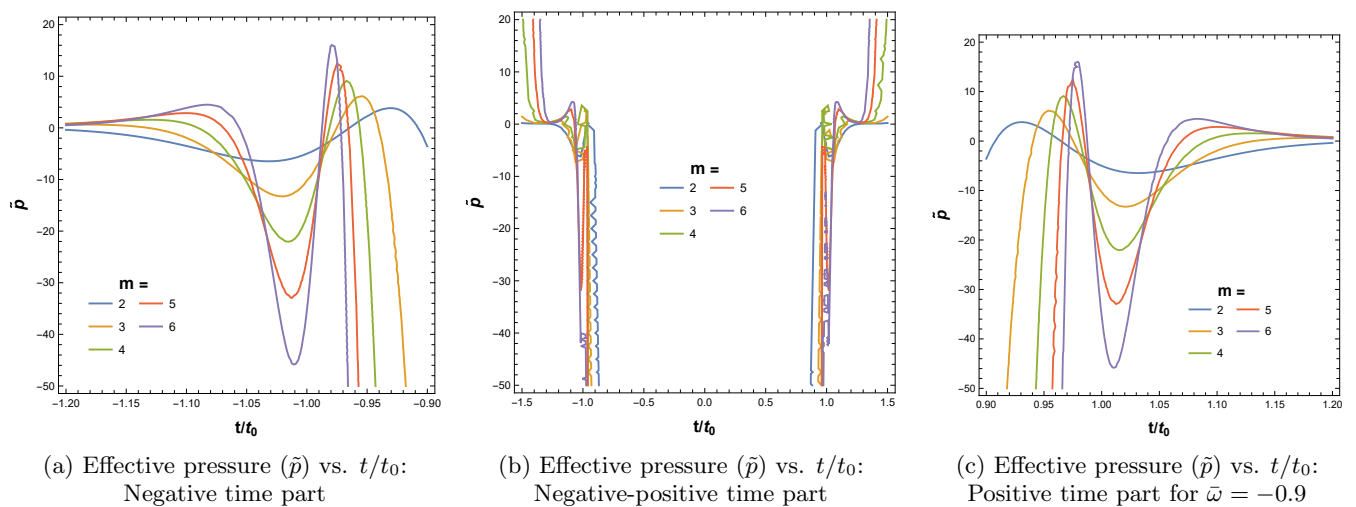 20
10
0
−10
−20
−30
−40
−50
p̃
m =
2 5
3 6
4
−1.20 −1.15 −1.10 −1.05 −1.00 −0.95 −0.90
t/t₀
(a) Effective pressure (p̃) vs. t/t₀:
Negative time part
20
10
0
−10
−20
−30
−40
−50
p̃
m =
2 5
3 6
4
−1.5 −1.0 −0.5 0.0 0.5 1.0 1.5
t/t₀
(b) Effective pressure (p̃) vs. t/t₀:
Negative-positive time part
20
10
0
−10
−20
−30
−40
−50
p̃
m =
2 5
3 6
4
0.90 0.95 1.00 1.05 1.10 1.15 1.20
t/t₀
(c) Effective pressure (p̃) vs. t/t₀:
Positive time part for ω̄ = −0.9